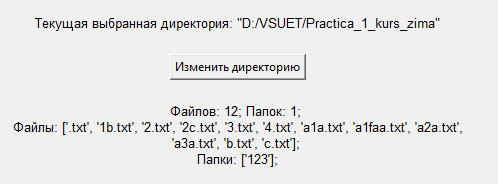 Текущая выбранная директория: "D:/VSUET/Practica_1_kurs_zima"
Изменить директорию
Файлов: 12; Папок: 1;
Файлы: ['.txt', '1b.txt', '2.txt', '2c.txt', '3.txt', '4.txt', 'a1a.txt', 'a1faa.txt', 'a2a.txt',
'a3a.txt', 'b.txt', 'c.txt'];
Папки: ['123'];